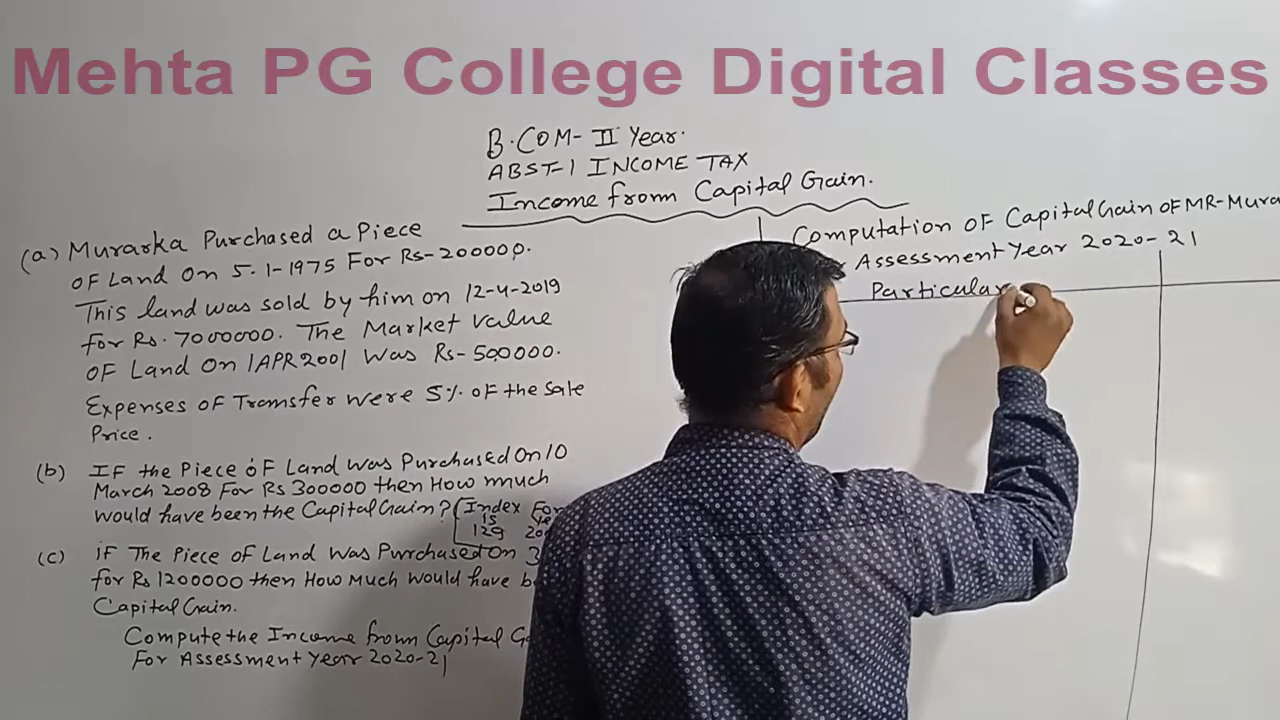 Mehta PG College Digital Classes
B.COM- II Year.
ABST-1 INCOME TAX
Income from Capital Gain.
(a) Murarka Purchased a Piece
OF Land On 5.1-1975 For Rs-200000.
This land was sold by him on 12-4-2019
for Rs. 7000000. The Market Value
OF Land On 1APR2001 Was Rs-500000.
Expenses of Transfer were 5% of the Sale
Price.
(b) IF the Piece OF Land Was Purchased On 10
March 2008 For Rs 300000 then How much
would have been the Capital Gain? (Index For
is
129
(c) iF The Piece of Land Was Purchased On 3
for Rs 1200000 then How Much would have
Capital Gain.
Compute the Income from Capital
For Assessment Year 2020-21
Computation OF Capital Gain OF MR-Mura
Assessment Year 2020-21
Particular